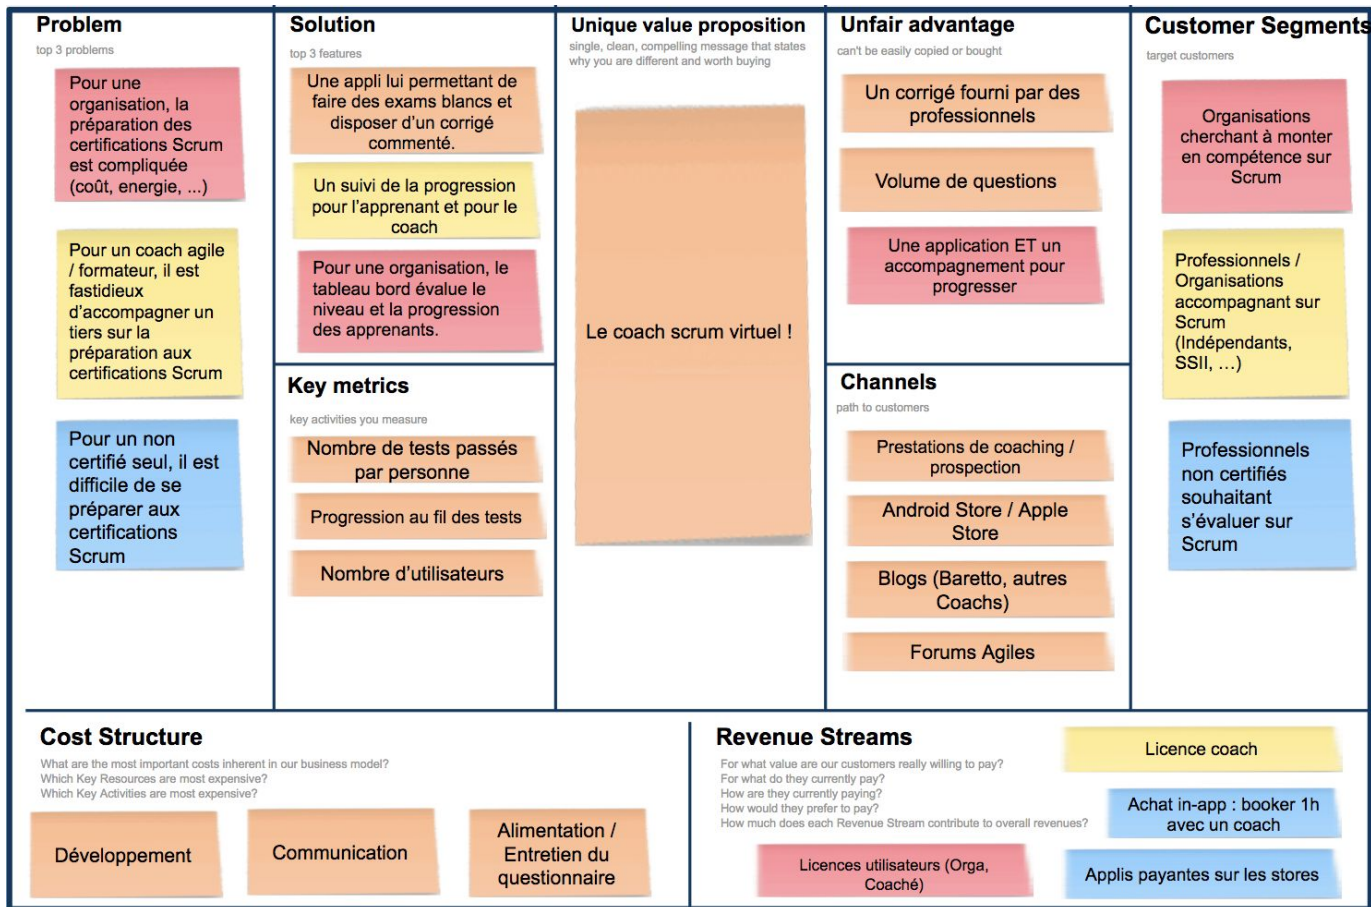 Problem
top 3 problems
Pour une
organisation, la
préparation des
certifications Scrum
est compliquée
(coût, energie, ...)
Pour un coach agile
/ formateur, il est
fastidieux
d'accompagner un
tiers sur la
préparation aux
certifications Scrum
Pour un non
certifié seul, il est
difficile de se
préparer aux
certifications
Scrum
Solution
top 3 features
Une appli lui permettant de
faire des exams blancs et
disposer d'un corrigé
commenté.
Un suivi de la progression
pour l'apprenant et pour le
coach
Pour une organisation, le
tableau bord évalue le
niveau et la progression
des apprenants.
Key metrics
key activities you measure
Nombre de tests passés
par personne
Progression au fil des tests
Nombre d'utilisateurs
Unique value proposition
single, clean, compelling message that states
why you are different and worth buying
Le coach scrum virtuel !
Unfair advantage
can't be easily copied or bought
Un corrigé fourni par des
professionnels
Volume de questions
Une application ET un
accompagnement pour
progresser
Channels
path to customers
Prestations de coaching /
prospection
Android Store / Apple
Store
Blogs (Baretto, autres
Coachs)
Forums Agiles
Customer Segments
target customers
Organisations
cherchant à monter
en compétence sur
Scrum
Professionnels /
Organisations
accompagnant sur
Scrum
(Indépendants,
SSII, …)
Professionnels
non certifiés
souhaitant
s'évaluer sur
Scrum
Cost Structure
What are the most important costs inherent in our business model?
Which Key Resources are most expensive?
Which Key Activities are most expensive?
Développement
Communication
Alimentation /
Entretien du
questionnaire
Revenue Streams
For what value are our customers really willing to pay?
For what do they currently pay?
How are they currently paying?
How would they prefer to pay?
How much does each Revenue Stream contribute to overall revenues?
Licence coach
Achat in-app : booker 1h
avec un coach
Licences utilisateurs (Orga,
Coaché)
Applis payantes sur les stores